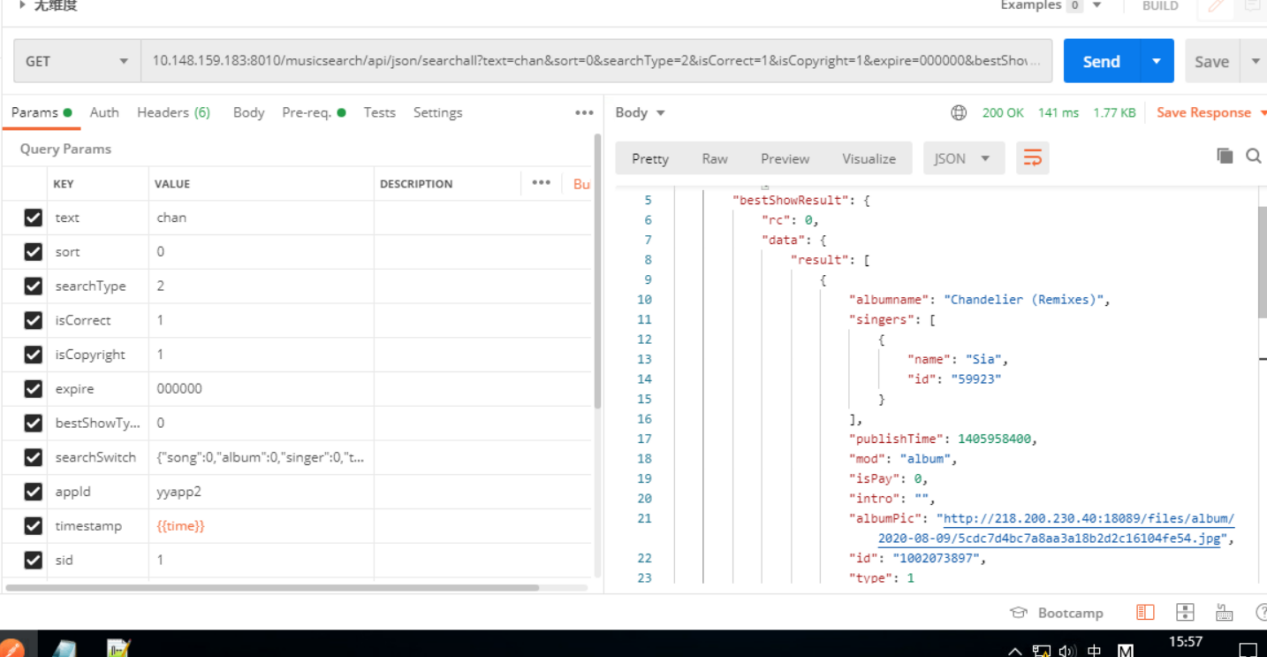 无维度
Examples 0
BUILD
GET
10.148.159.183:8010/musicsearch/api/json/searchall?text=chan&sort=0&searchType=2&isCorrect=1&isCopyright=1&expire=000000&bestShov...
Send
Save
Params
Auth
Headers (6)
Body
Pre-req.
Tests
Settings
Query Params
KEY VALUE DESCRIPTION ••• Bu
text chan
sort 0
searchType 2
isCorrect 1
isCopyright 1
expire 000000
bestShowTy... 0
searchSwitch {"song":0,"album":0,"singer":0,"t...
appId yyapp2
timestamp {{time}}
sid 1
Body
200 OK 141 ms 1.77 KB Save Response
Pretty Raw Preview Visualize JSON
5 "bestShowResult": {
6 "rc": 0,
7 "data": {
8 "result": [
9 {
10 "albumname": "Chandelier (Remixes)",
11 "singers": [
12 {
13 "name": "Sia",
14 "id": "59923"
15 }
16 ],
17 "publishTime": 1405958400,
18 "mod": "album",
19 "isPay": 0,
20 "intro": "",
21 "albumPic": "http://218.200.230.40:18089/files/album/
2020-08-09/5cdc7d4bc7a8aa3a18b2d2c16104fe54.jpg",
22 "id": "1002073897",
23 "type": 1
Bootcamp
中 M 15:57